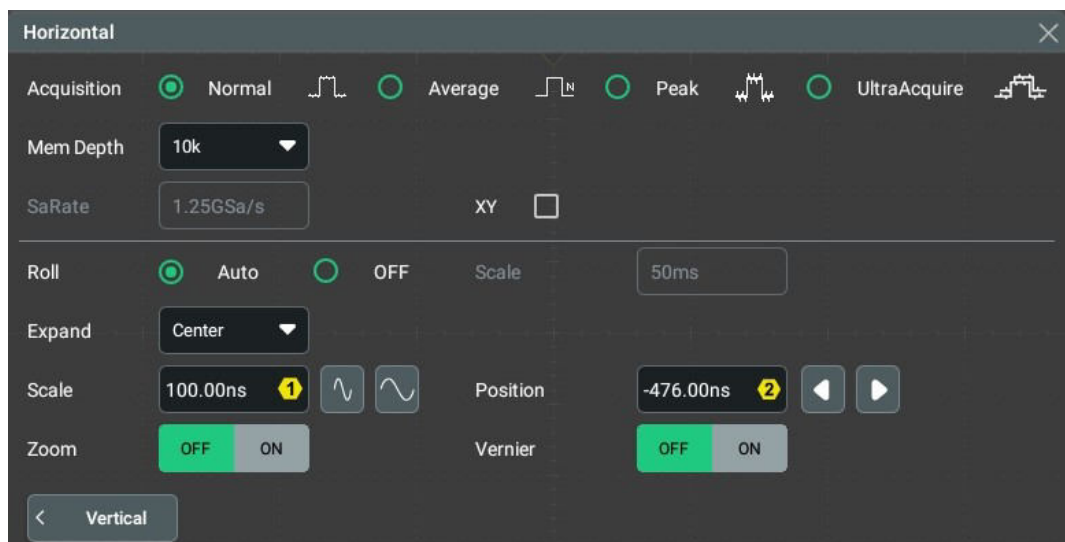 Horizontal
Acquisition Normal Average N Peak UltraAcquire
Mem Depth 10k
SaRate 1.25GSa/s XY
Roll Auto OFF Scale 50ms
Expand Center
Scale 100.00ns 1 Position -476.00ns 2
Zoom OFF ON Vernier OFF ON
Vertical